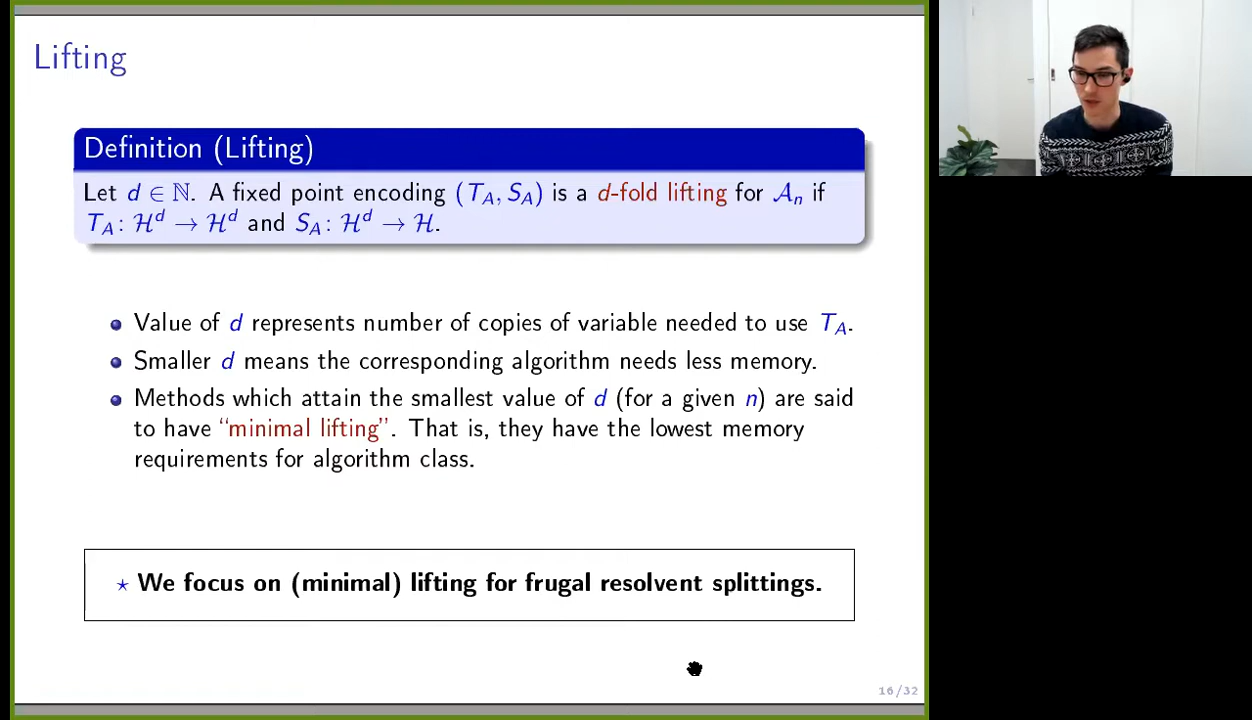 Lifting
Definition (Lifting)
Let d ∈ ℕ. A fixed point encoding (T_A, S_A) is a d-fold lifting for 𝒜_n if
T_A : ℋ^d → ℋ^d and S_A : ℋ^d → ℋ.
Value of d represents number of copies of variable needed to use T_A.
Smaller d means the corresponding algorithm needs less memory.
Methods which attain the smallest value of d (for a given n) are said
to have “minimal lifting”. That is, they have the lowest memory
requirements for algorithm class.
⋆ We focus on (minimal) lifting for frugal resolvent splittings.
16/32